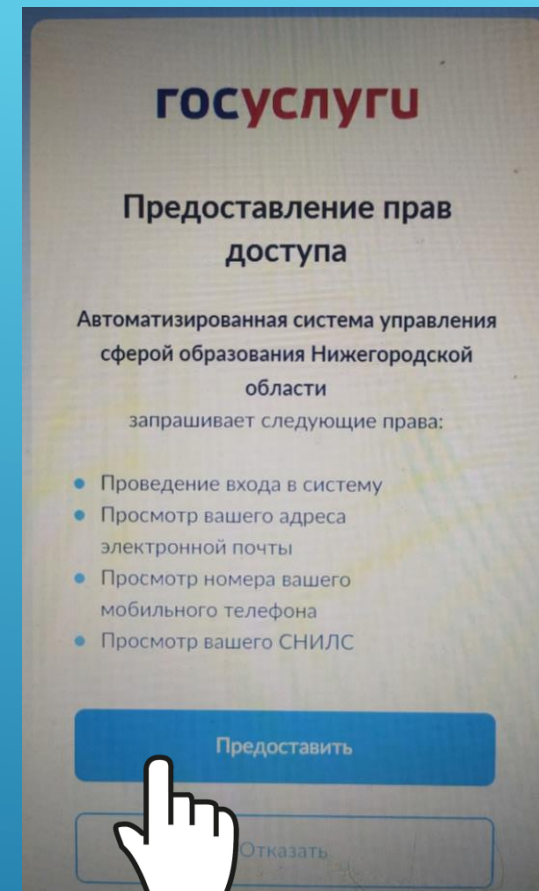 госуслуги
Предоставление прав
доступа
Автоматизированная система управления
сферой образования Нижегородской
области
запрашивает следующие права:
Проведение входа в систему
Просмотр вашего адреса
электронной почты
Просмотр номера вашего
мобильного телефона
Просмотр вашего СНИЛС
Предоставить
Отказать